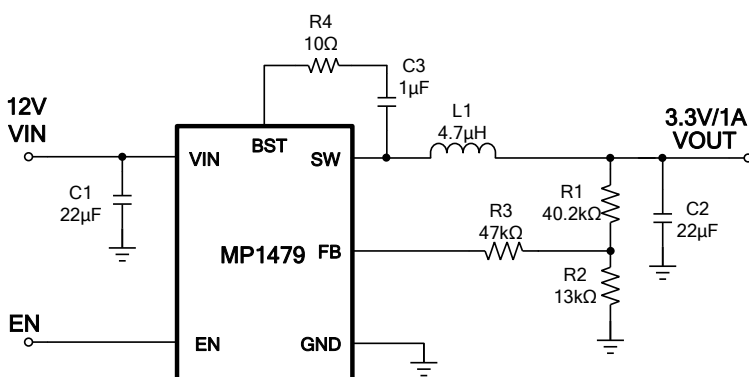 R4
10Ω
C3
1μF
12V
VIN
L1
4.7μH
3.3V/1A
VOUT
BST
VIN
SW
C1
22μF
R1
40.2kΩ
R3
47kΩ
C2
22μF
MP1479
FB
R2
13kΩ
EN
EN
GND